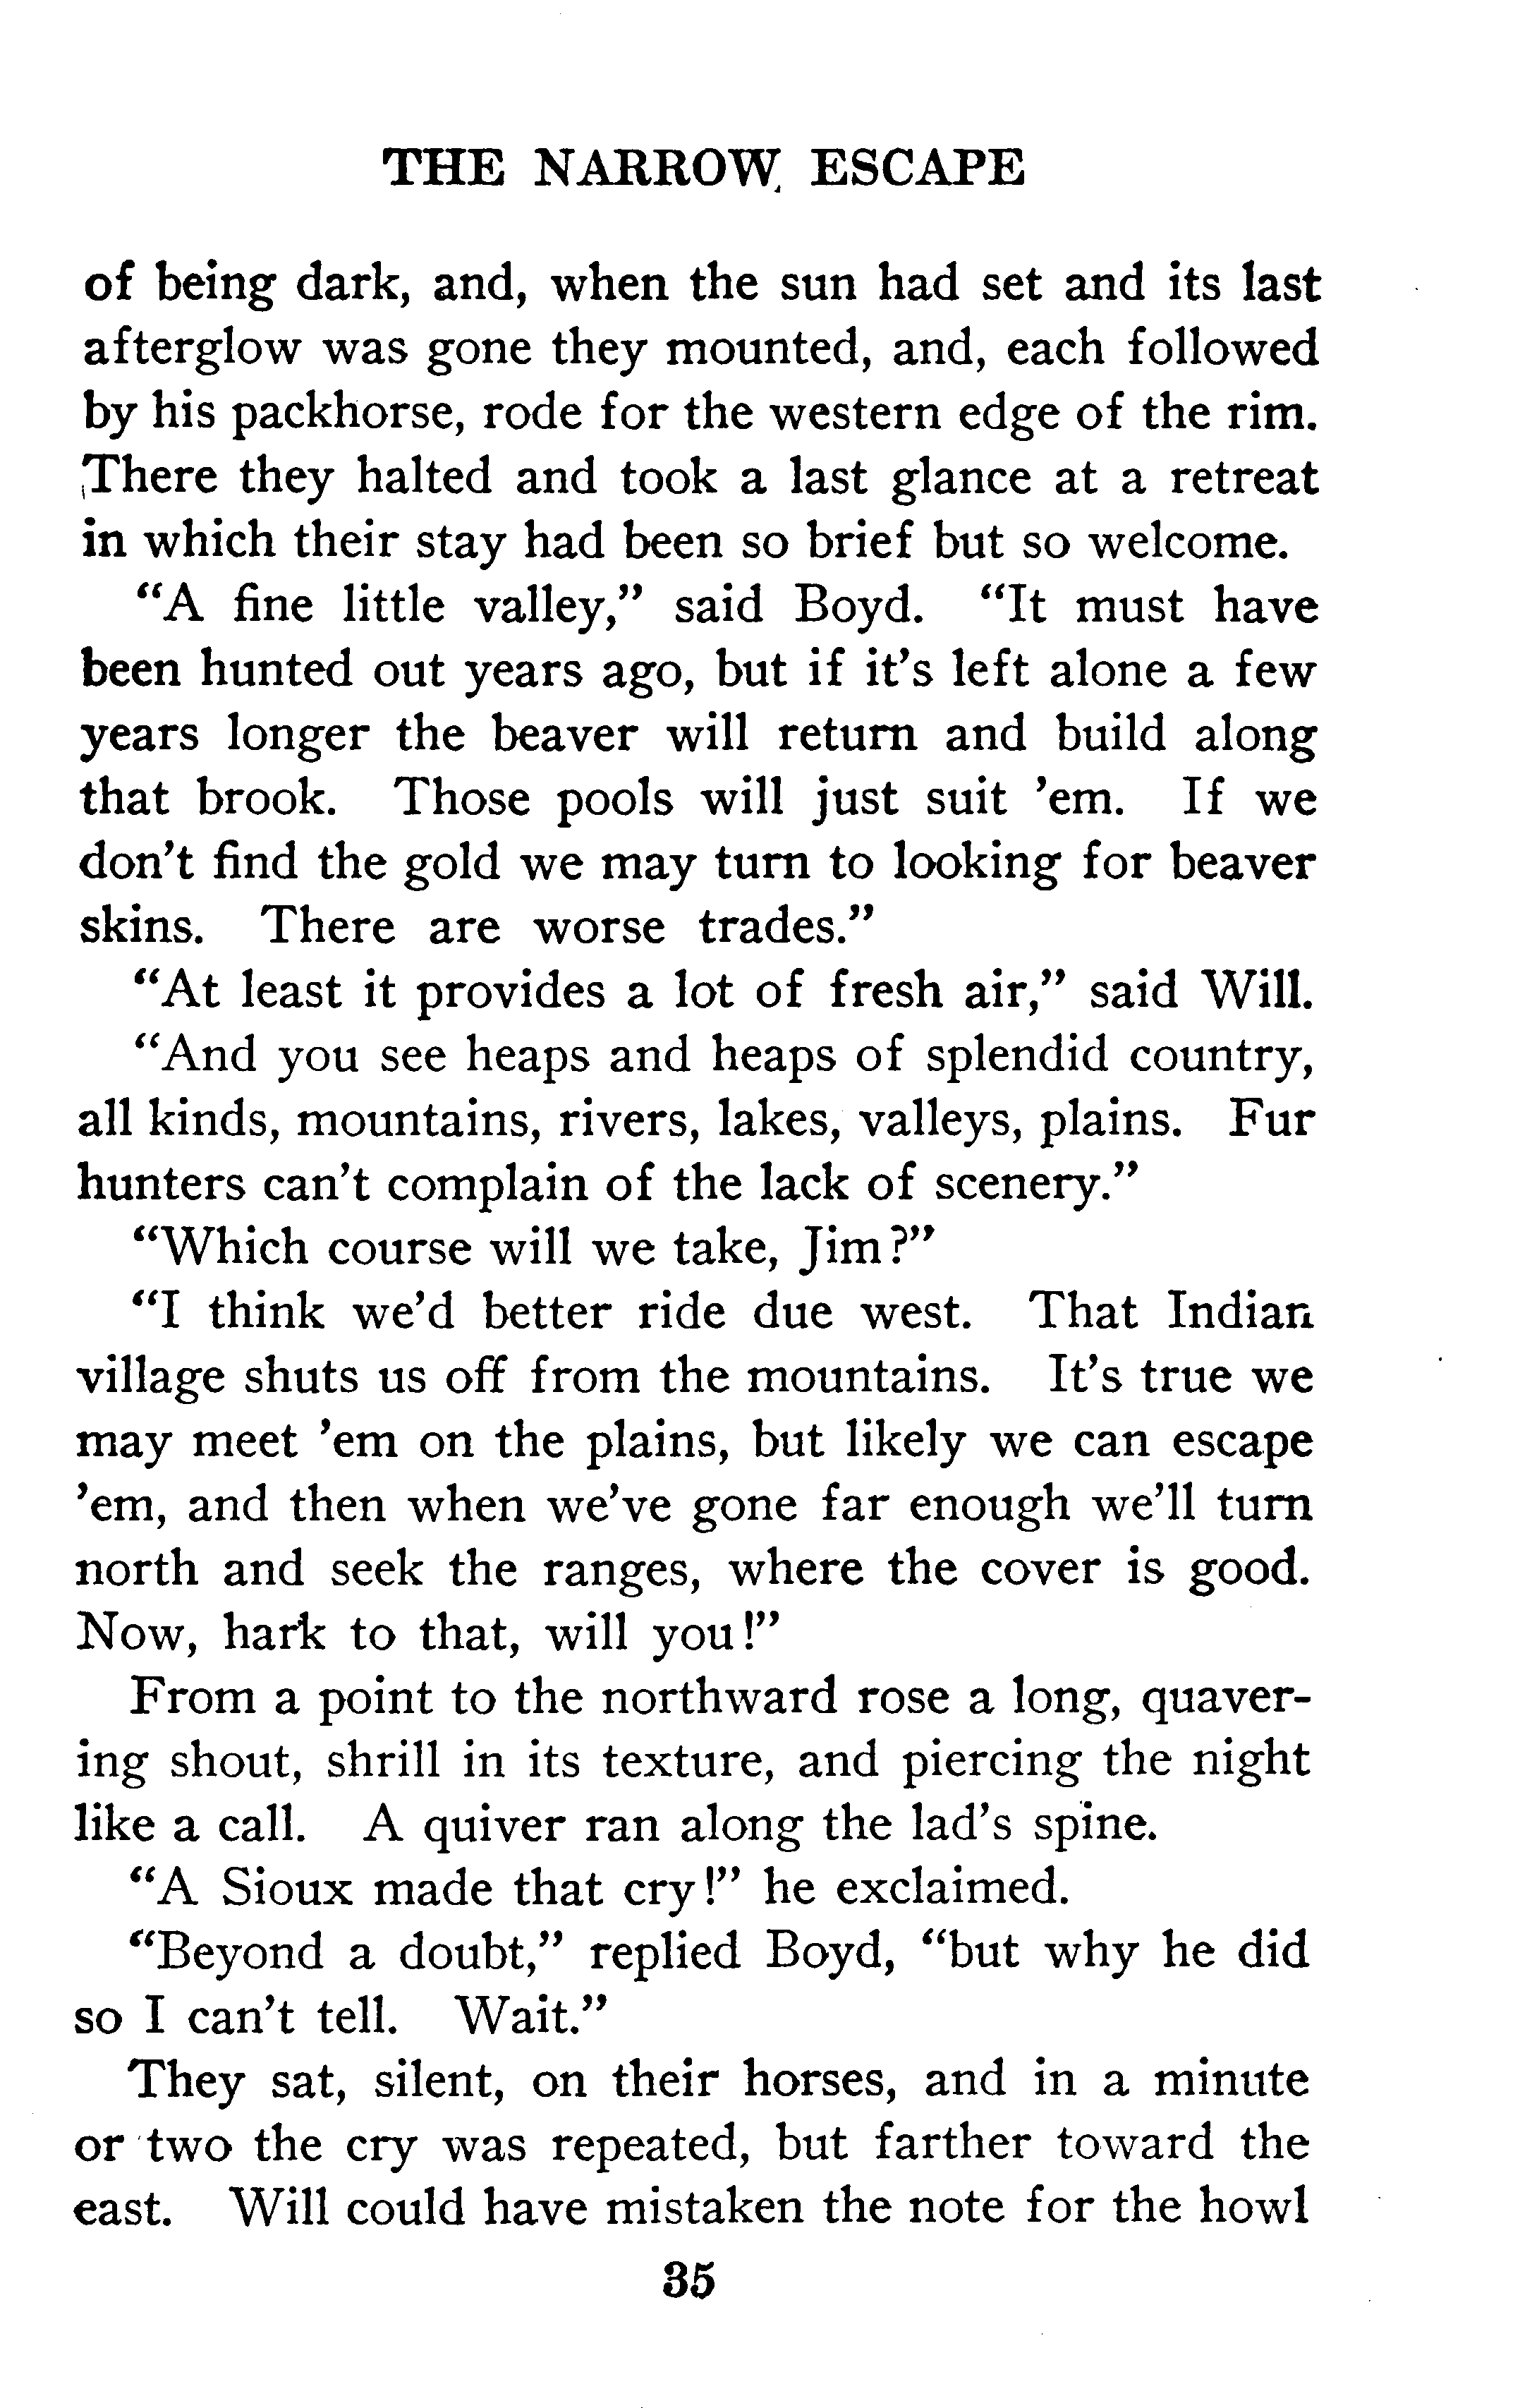 THE NARROW ESCAPE
of being dark, and, when the sun had set and its last
afterglow was gone they mounted, and, each followed
by his packhorse, rode for the western edge of the rim.
There they halted and took a last glance at a retreat
in which their stay had been so brief but so welcome.
"A fine little valley," said Boyd. "It must have
been hunted out years ago, but if it's left alone a few
years longer the beaver will return and build along
that brook. Those pools will just suit 'em. If we
don't find the gold we may turn to looking for beaver
skins. There are worse trades."
"At least it provides a lot of fresh air," said Will.
"And you see heaps and heaps of splendid country,
all kinds, mountains, rivers, lakes, valleys, plains. Fur
hunters can't complain of the lack of scenery."
"Which course will we take, Jim?"
"I think we'd better ride due west. That Indian
village shuts us off from the mountains. It's true we
may meet 'em on the plains, but likely we can escape
'em, and then when we've gone far enough we'll turn
north and seek the ranges, where the cover is good.
Now, hark to that, will you!"
From a point to the northward rose a long, quaver-
ing shout, shrill in its texture, and piercing the night
like a call. A quiver ran along the lad's spine.
"A Sioux made that cry!" he exclaimed.
"Beyond a doubt," replied Boyd, "but why he did
so I can't tell. Wait."
They sat, silent, on their horses, and in a minute
or two the cry was repeated, but farther toward the
east. Will could have mistaken the note for the howl
35